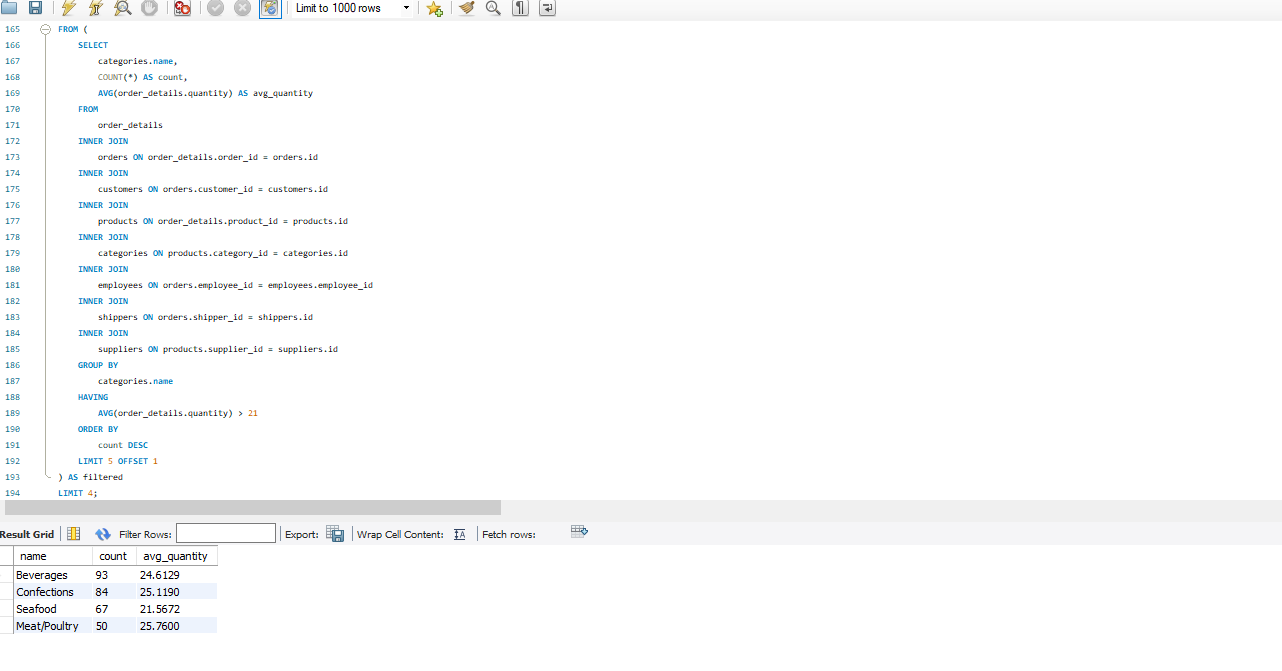 Limit to 1000 rows
165 FROM (
166 SELECT
167 categories.name,
168 COUNT(*) AS count,
169 AVG(order_details.quantity) AS avg_quantity
170 FROM
171 order_details
172 INNER JOIN
173 orders ON order_details.order_id = orders.id
174 INNER JOIN
175 customers ON orders.customer_id = customers.id
176 INNER JOIN
177 products ON order_details.product_id = products.id
178 INNER JOIN
179 categories ON products.category_id = categories.id
180 INNER JOIN
181 employees ON orders.employee_id = employees.employee_id
182 INNER JOIN
183 shippers ON orders.shipper_id = shippers.id
184 INNER JOIN
185 suppliers ON products.supplier_id = suppliers.id
186 GROUP BY
187 categories.name
188 HAVING
189 AVG(order_details.quantity) > 21
190 ORDER BY
191 count DESC
192 LIMIT 5 OFFSET 1
193 ) AS filtered
194 LIMIT 4;
Result Grid Filter Rows: Export: Wrap Cell Content: Fetch rows:
name count avg_quantity
Beverages 93 24.6129
Confections 84 25.1190
Seafood 67 21.5672
Meat/Poultry 50 25.7600